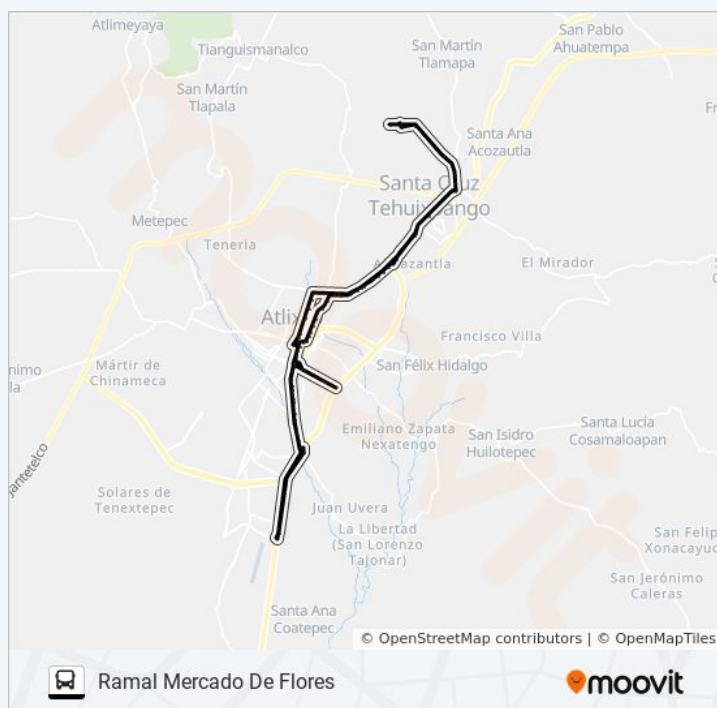 Atlimeyaya
San Pablo
Ahuatempa
Tianguismanalco
San Martín
Tlamapa
San Martín
Tlapala
Santa Ana
Acozautla
Santa Cruz
Metepec
Teneria
El Mirador
Francisco Villa
San Félix Hidalgo
Mártir de
Chinameca
Emiliano Zapata
Nexatengo
San Isidro
Huilotepec
Santa Lucía
Cosamaloapan
Solares de
Tenextepec
Juan Uvera
La Libertad
(San Lorenzo
Tajonar)
San Felip
Xonacayuc
San Jerónimo
Caleras
Santa Ana
Coatepec
© OpenStreetMap contributors | © OpenMapTiles
Ramal Mercado De Flores
moovit